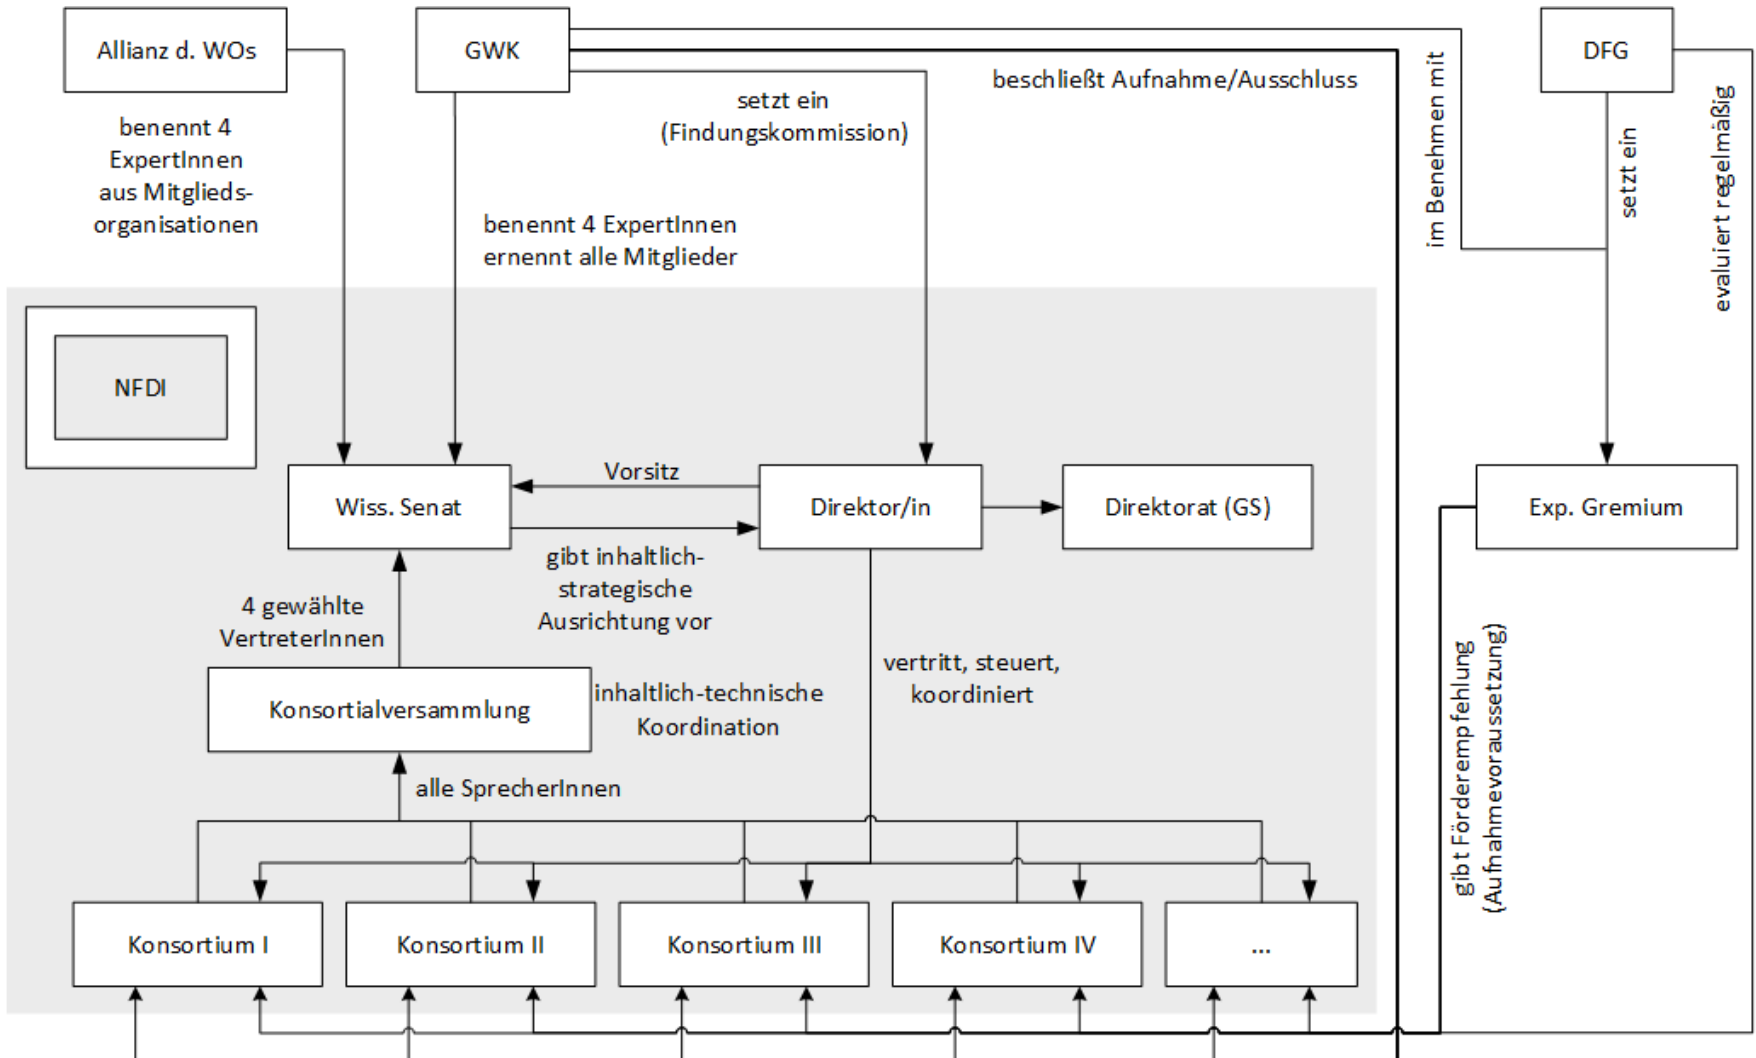 Allianz d. WOs
GWK
DFG
benennt 4
ExpertInnen
aus Mitglieds-
organisationen
setzt ein
(Findungskommission)
beschließt Aufnahme/Ausschluss
im Benehmen mit
setzt ein
evaluiert regelmäßig
benennt 4 ExpertInnen
ernennt alle Mitglieder
NFDI
Wiss. Senat
Vorsitz
Direktor/in
Direktorat (GS)
Exp. Gremium
gibt inhaltlich-
strategische
Ausrichtung vor
4 gewählte
VertreterInnen
vertritt, steuert,
koordiniert
Konsortialversammlung
inhaltlich-technische
Koordination
gibt Förderempfehlung
(Aufnahmevoraussetzung)
alle SprecherInnen
Konsortium I
Konsortium II
Konsortium III
Konsortium IV
...